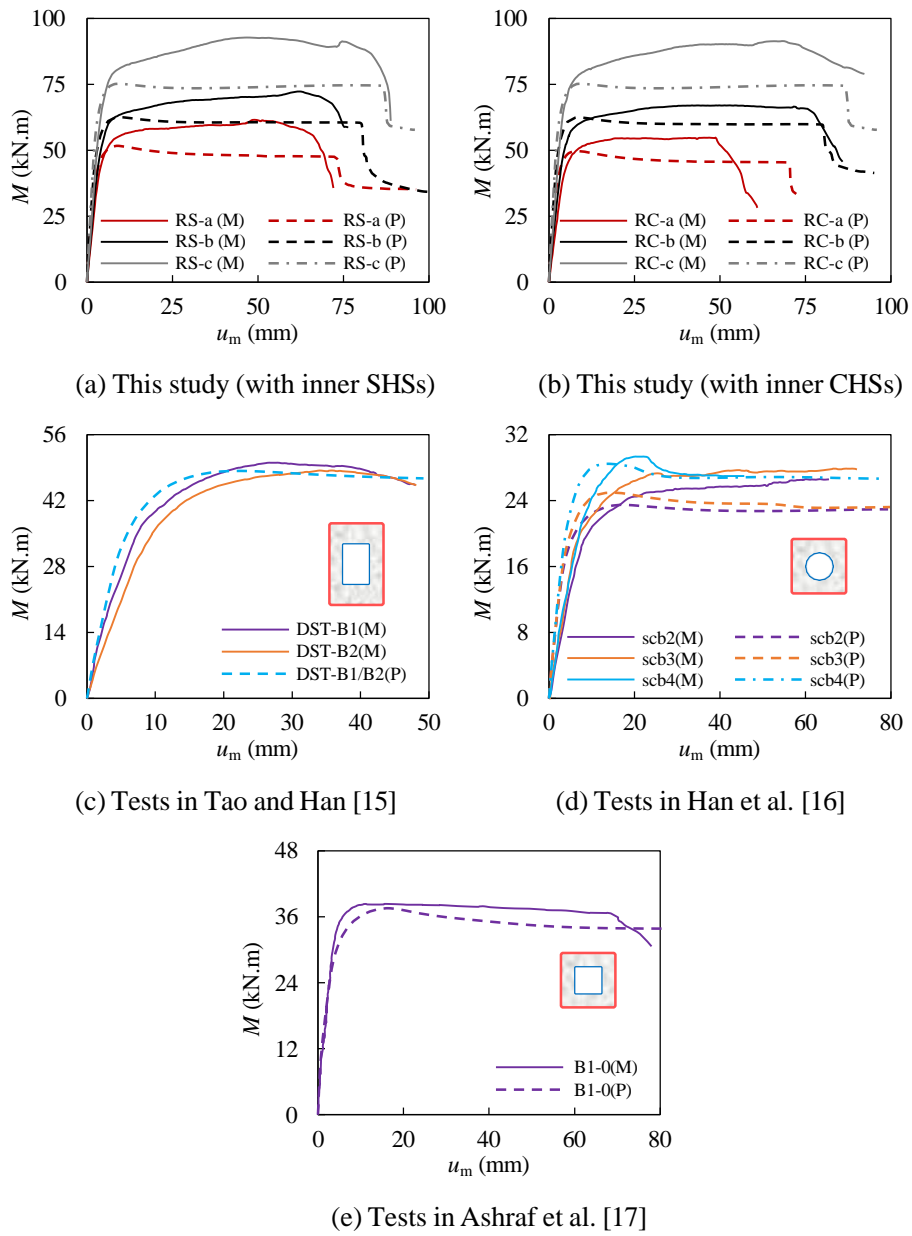 100
75
50
25
0
M (kN.m)
RS-a (M) RS-a (P)
RS-b (M) RS-b (P)
RS-c (M) RS-c (P)
0 25 50 75 100
um (mm)
(a) This study (with inner SHSs)
100
75
50
25
0
M (kN.m)
RC-a (M) RC-a (P)
RC-b (M) RC-b (P)
RC-c (M) RC-c (P)
0 25 50 75 100
um (mm)
(b) This study (with inner CHSs)
56
42
28
14
0
M (kN.m)
DST-B1(M)
DST-B2(M)
DST-B1/B2(P)
0 10 20 30 40 50
um (mm)
(c) Tests in Tao and Han [15]
32
24
16
8
0
M (kN.m)
scb2(M) scb2(P)
scb3(M) scb3(P)
scb4(M) scb4(P)
0 20 40 60 80
um (mm)
(d) Tests in Han et al. [16]
48
36
24
12
0
M (kN.m)
B1-0(M)
B1-0(P)
0 20 40 60 80
um (mm)
(e) Tests in Ashraf et al. [17]